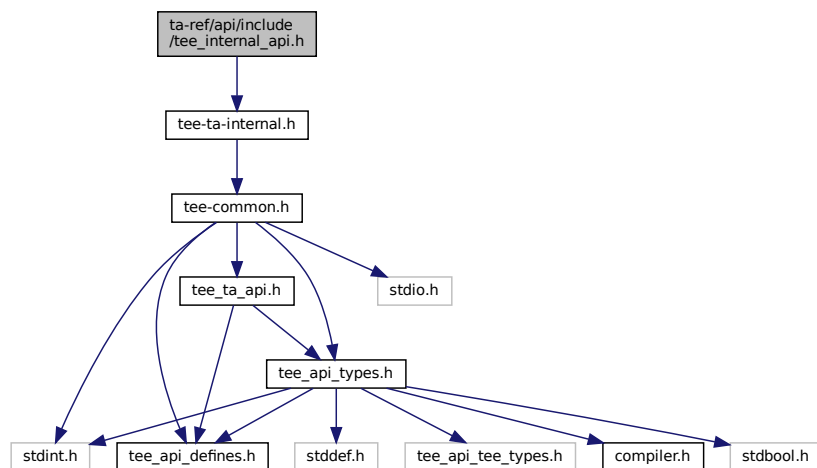 ta-ref/api/include
/tee_internal_api.h
tee-ta-internal.h
tee-common.h
tee_ta_api.h
stdio.h
tee_api_types.h
stdint.h
tee_api_defines.h
stddef.h
tee_api_tee_types.h
compiler.h
stdbool.h